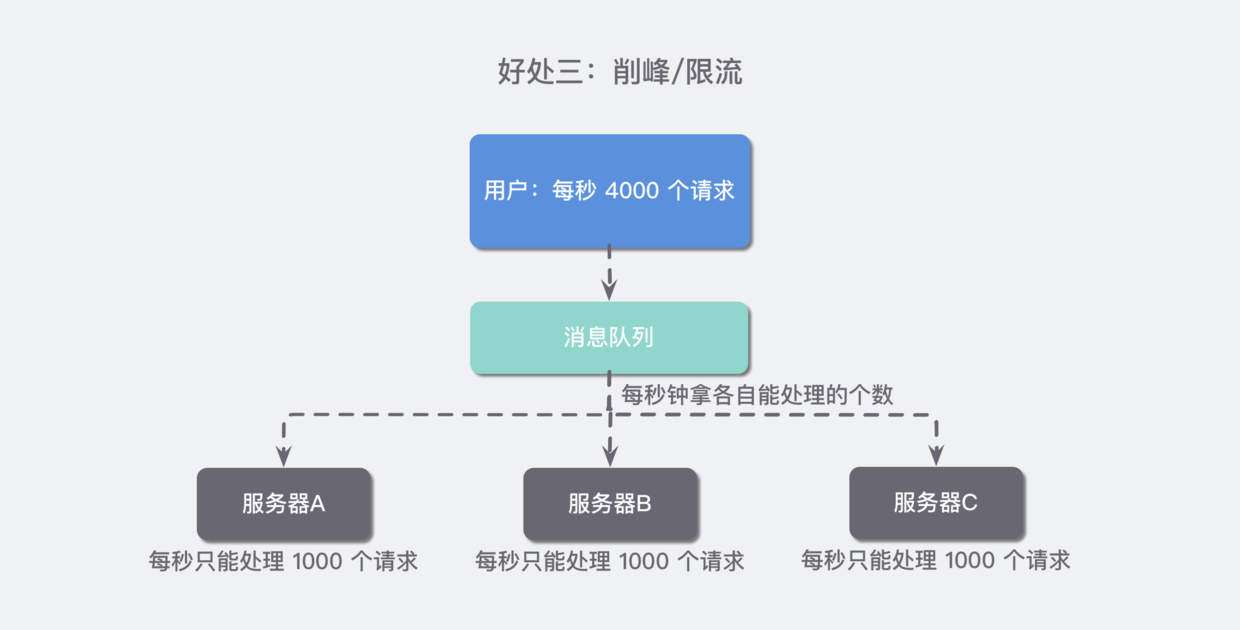 好处三：削峰/限流
用户：每秒 4000 个请求
消息队列
每秒钟拿各自能处理的个数
服务器A
服务器B
服务器C
每秒只能处理 1000 个请求
每秒只能处理 1000 个请求
每秒只能处理 1000 个请求